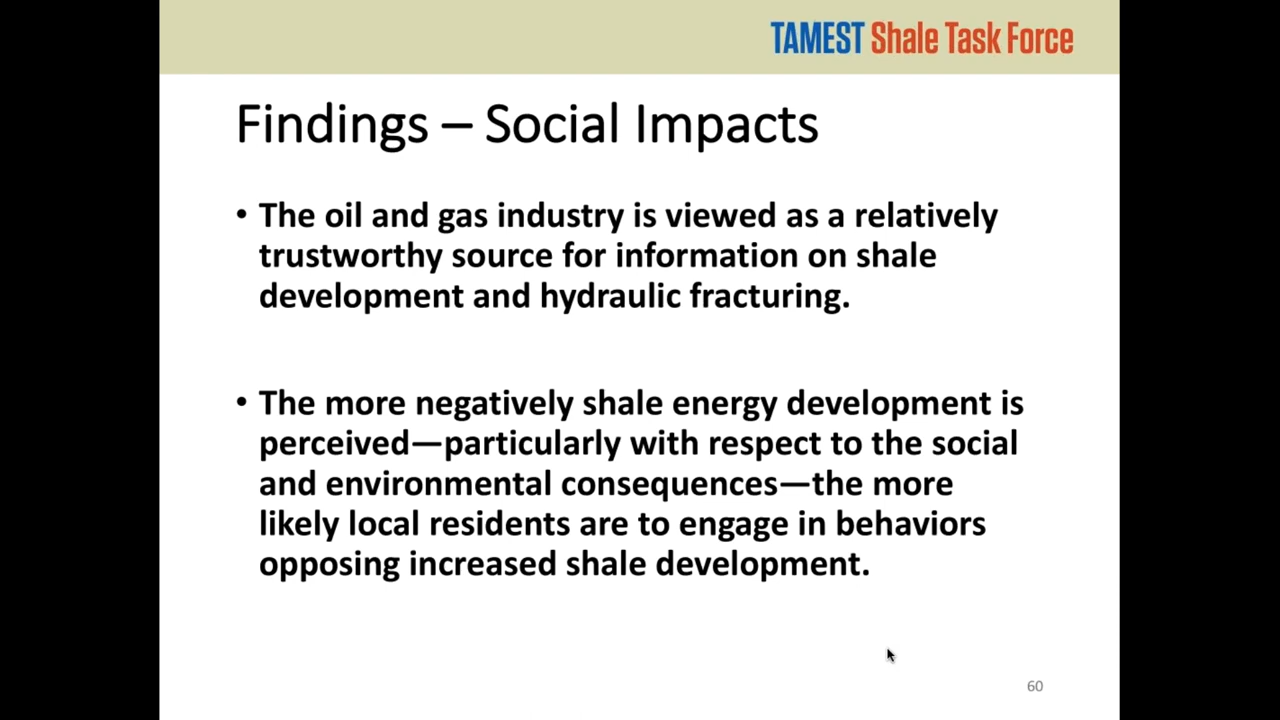 TAMEST Shale Task Force
Findings – Social Impacts
• The oil and gas industry is viewed as a relatively
trustworthy source for information on shale
development and hydraulic fracturing.
• The more negatively shale energy development is
perceived—particularly with respect to the social
and environmental consequences—the more
likely local residents are to engage in behaviors
opposing increased shale development.
60